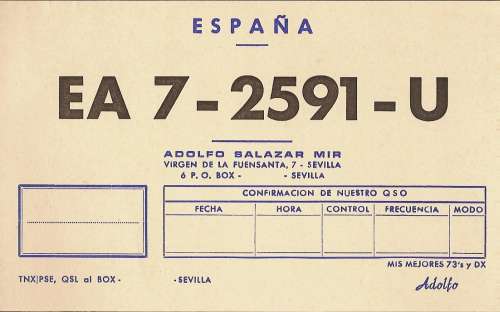 ESPAÑA
EA 7-2591-U
ADOLFO SALAZAR MIR
VIRGEN DE LA FUENSANTA, 7 - SEVILLA
6 P. O. BOX - - SEVILLA
CONFIRMACION DE NUESTRO QSO
FECHA HORA CONTROL FRECUENCIA MODO
MIS MEJORES 73's y DX
TNX|PSE, QSL al BOX - - SEVILLA
Adolfo